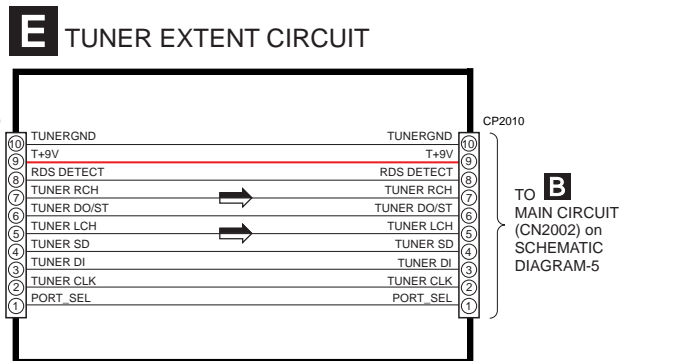 E TUNER EXTENT CIRCUIT
CP2010
10 TUNERGND TUNERGND 10
9 T+9V T+9V 9
8 RDS DETECT RDS DETECT 8
7 TUNER RCH TUNER RCH 7
6 TUNER DO/ST TUNER DO/ST 6
5 TUNER LCH TUNER LCH 5
4 TUNER SD TUNER SD 4
3 TUNER DI TUNER DI 3
2 TUNER CLK TUNER CLK 2
1 PORT_SEL PORT_SEL 1
TO B
MAIN CIRCUIT
(CN2002) on
SCHEMATIC
DIAGRAM-5